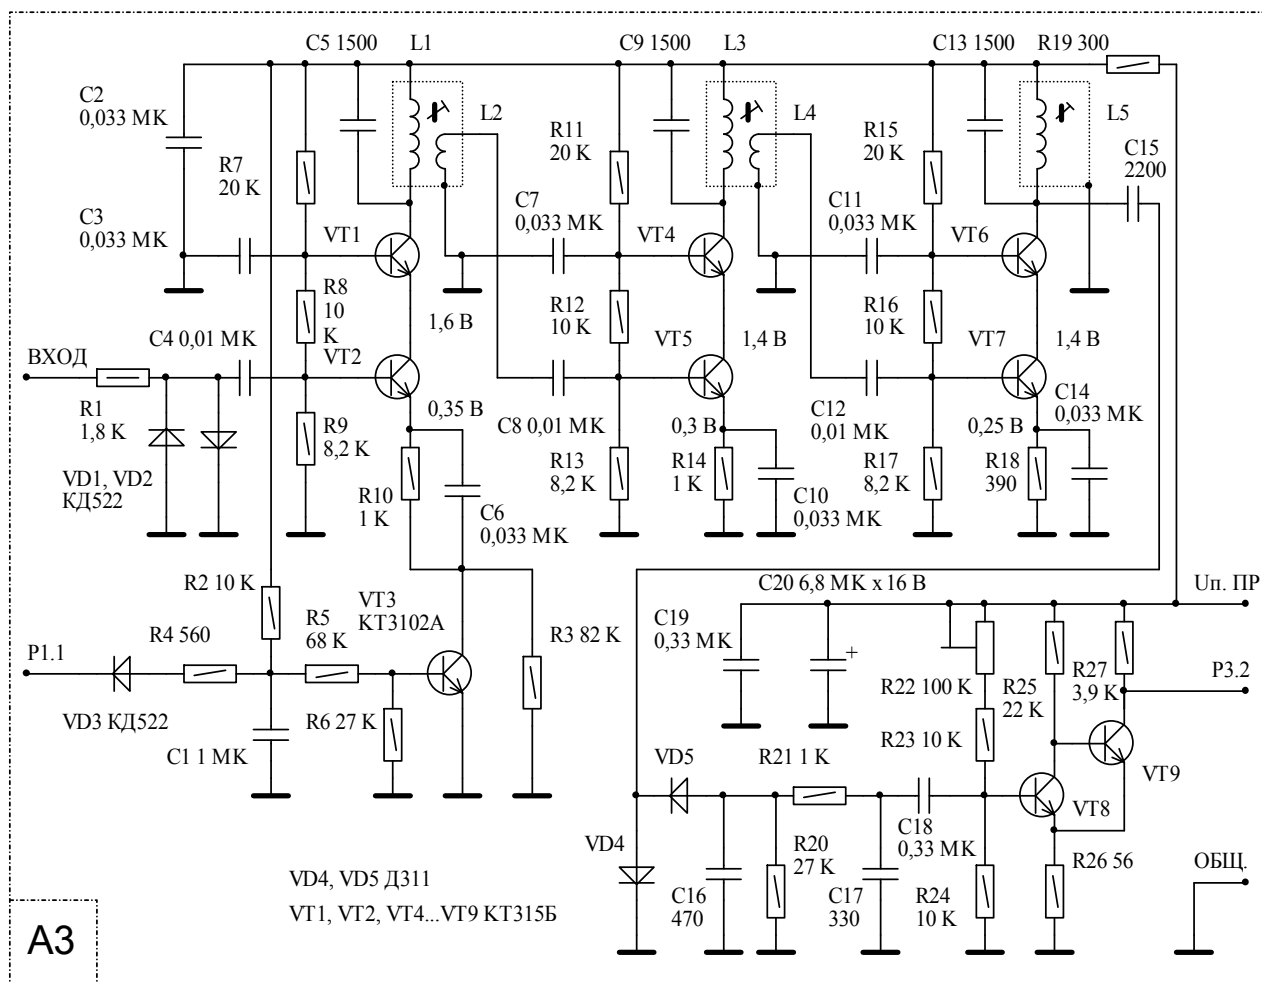 C5 1500
L1
C9 1500
L3
C13 1500
R19 300
C2
0,033 МК
L2
R11
20 К
L4
R15
20 К
L5
C15
2200
R7
20 К
C3
0,033 МК
C7
0,033 МК
C11
0,033 МК
VT1
VT4
VT6
R8
10
К
R12
10 К
R16
10 К
1,6 В
C4 0,01 МК
VT2
VT5
1,4 В
VT7
1,4 В
ВХОД
R1
1,8 К
0,35 В
C8 0,01 МК
0,3 В
C12
0,01 МК
0,25 В
C14
0,033 МК
R9
8,2 К
R13
8,2 К
R14
1 К
R17
8,2 К
R18
390
VD1, VD2
КД522
R10
1 К
C6
0,033 МК
C10
0,033 МК
R2 10 К
VT3
КТ3102А
C20 6,8 МК х 16 В
Uп. ПР
R4 560
R5
68 К
R3 82 К
C19
0,33 МК
+
P1.1
R22 100 К
R25
22 К
R27
3,9 К
P3.2
VD3 КД522
R6 27 К
C1 1 МК
R23 10 К
VD5
R21 1 К
VT9
VT8
VD4
C18
0,33 МК
R20
27 К
R26 56
ОБЩ.
VD4, VD5 Д311
VT1, VT2, VT4...VT9 КТ315Б
C16
470
C17
330
R24
10 К
А3